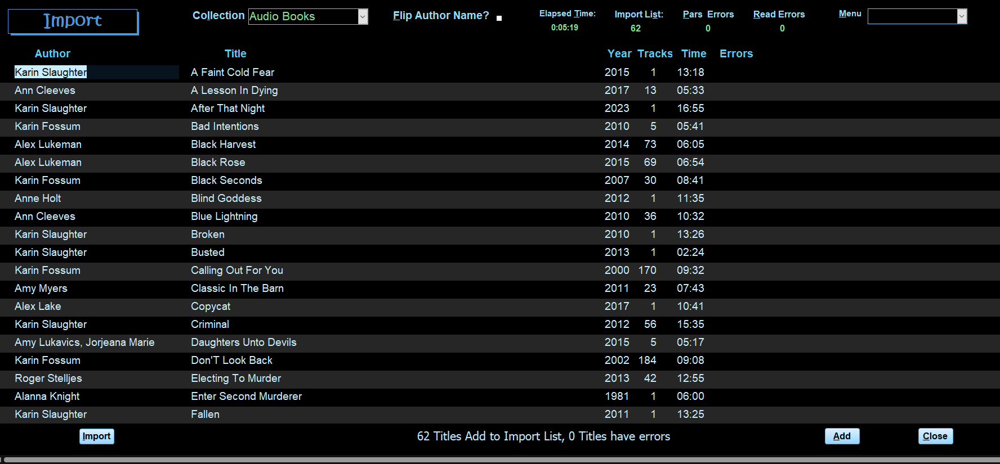 Import Collection Audio Books Flip Author Name? Elapsed Time: Import List: Pars Errors Read Errors Menu
0:05:19 62 0 0
Author Title Year Tracks Time Errors
Karin Slaughter A Faint Cold Fear 2015 1 13:18
Ann Cleeves A Lesson In Dying 2017 13 05:33
Karin Slaughter After That Night 2023 1 16:55
Karin Fossum Bad Intentions 2010 5 05:41
Alex Lukeman Black Harvest 2014 73 06:05
Alex Lukeman Black Rose 2015 69 06:54
Karin Fossum Black Seconds 2007 30 08:41
Anne Holt Blind Goddess 2012 1 11:35
Ann Cleeves Blue Lightning 2010 36 10:32
Karin Slaughter Broken 2010 1 13:26
Karin Slaughter Busted 2013 1 02:24
Karin Fossum Calling Out For You 2000 170 09:32
Amy Myers Classic In The Barn 2011 23 07:43
Alex Lake Copycat 2017 1 10:41
Karin Slaughter Criminal 2012 56 15:35
Amy Lukavics, Jorjeana Marie Daughters Unto Devils 2015 5 05:17
Karin Fossum Don'T Look Back 2002 184 09:08
Roger Stelljes Electing To Murder 2013 42 12:55
Alanna Knight Enter Second Murderer 1981 1 06:00
Karin Slaughter Fallen 2011 1 13:25
Import 62 Titles Add to Import List, 0 Titles have errors Add Close